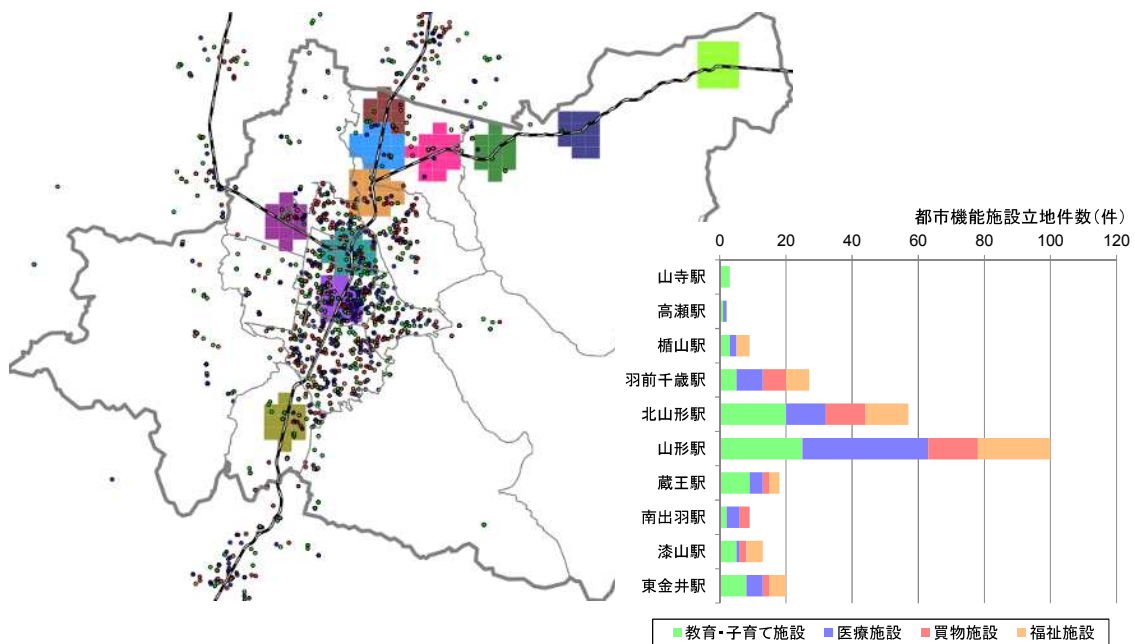 都市機能施設立地件数(件)
0 20 40 60 80 100 120
山寺駅
高瀬駅
楯山駅
羽前千歳駅
北山形駅
山形駅
蔵王駅
南出羽駅
漆山駅
東金井駅
教育・子育て施設 医療施設 買物施設 福祉施設